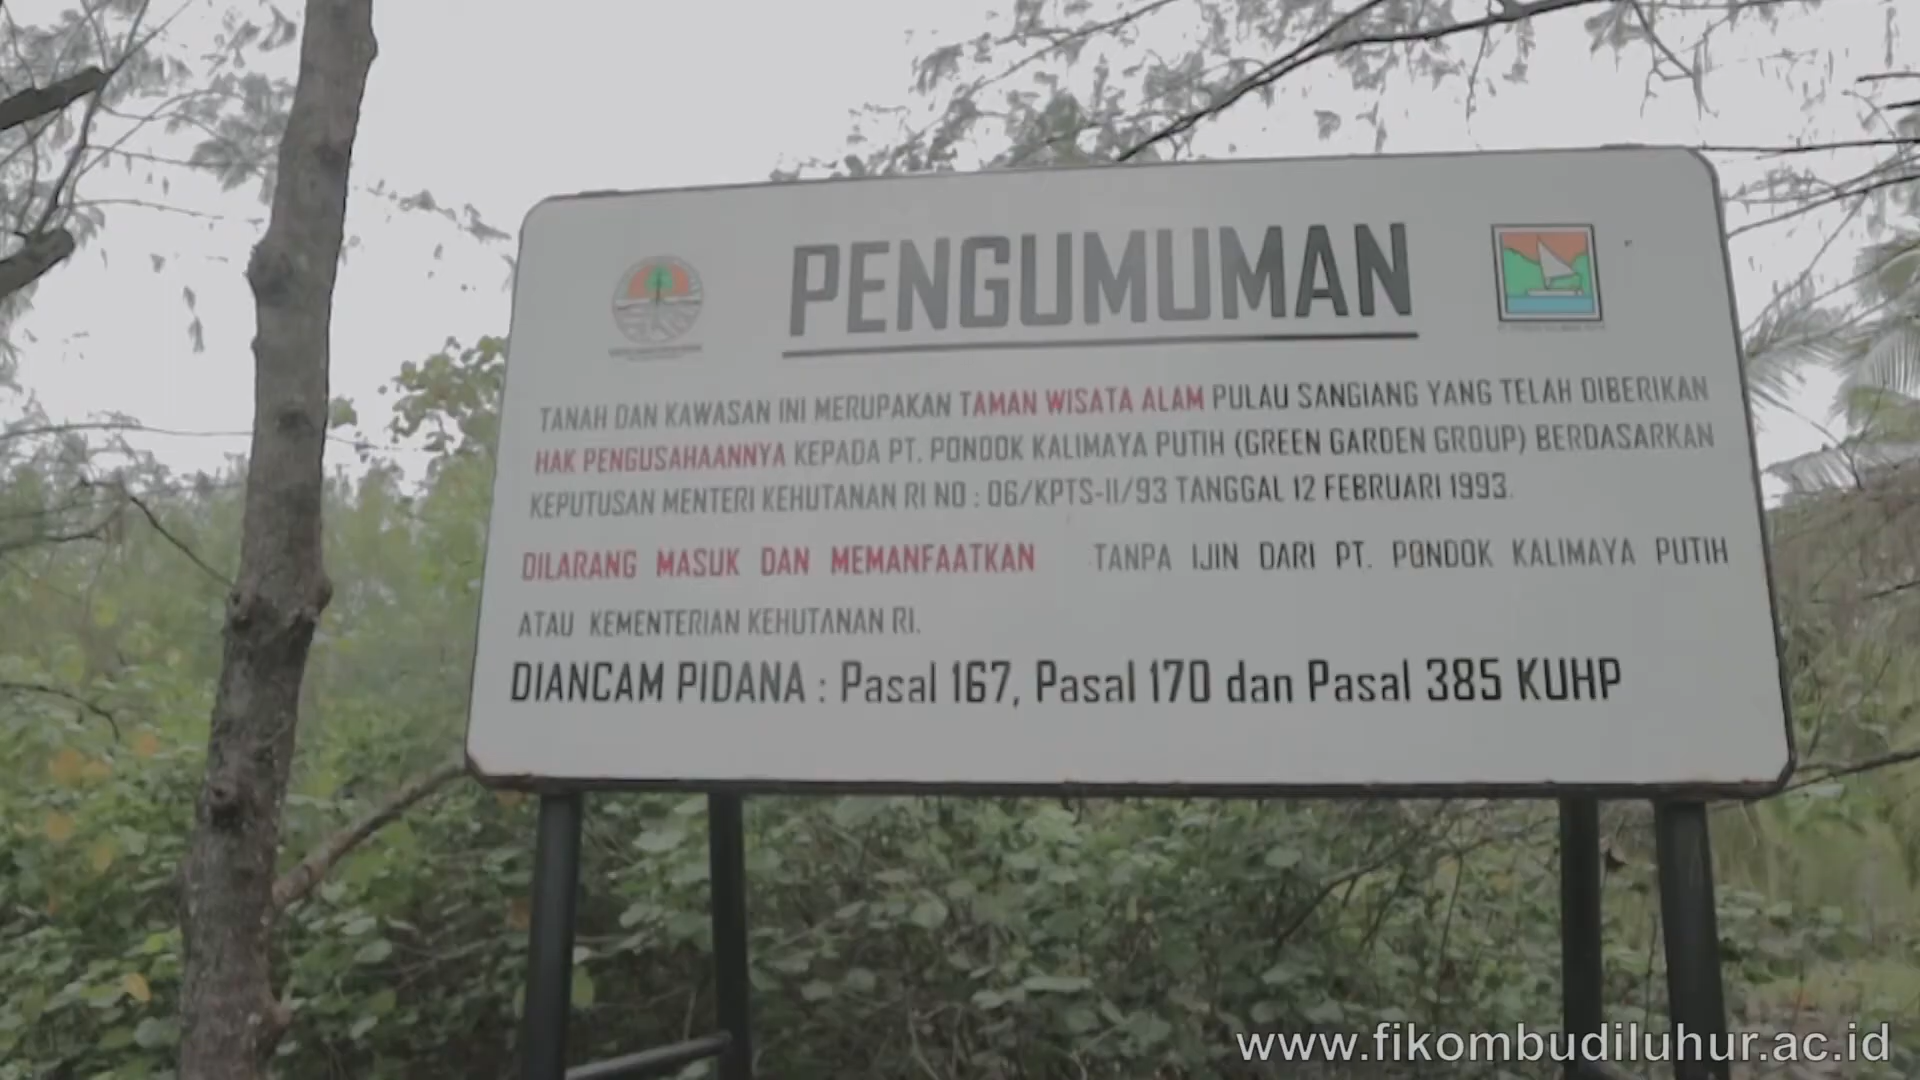 PENGUMUMAN
TANAH DAN KAWASAN INI MERUPAKAN TAMAN WISATA ALAM PULAU SANGIANG YANG TELAH DIBERIKAN
HAK PENGUSAHAANNYA KEPADA PT. PONDOK KALIMAYA PUTIH (GREEN GARDEN GROUP) BERDASARKAN
KEPUTUSAN MENTERI KEHUTANAN RI NO : 06/KPTS-II/93 TANGGAL 12 FEBRUARI 1993.
DILARANG MASUK DAN MEMANFAATKAN TANPA IJIN DARI PT. PONDOK KALIMAYA PUTIH
ATAU KEMENTERIAN KEHUTANAN RI.
DIANCAM PIDANA : Pasal 167, Pasal 170 dan Pasal 385 KUHP
www.fikombudiluhur.ac.id